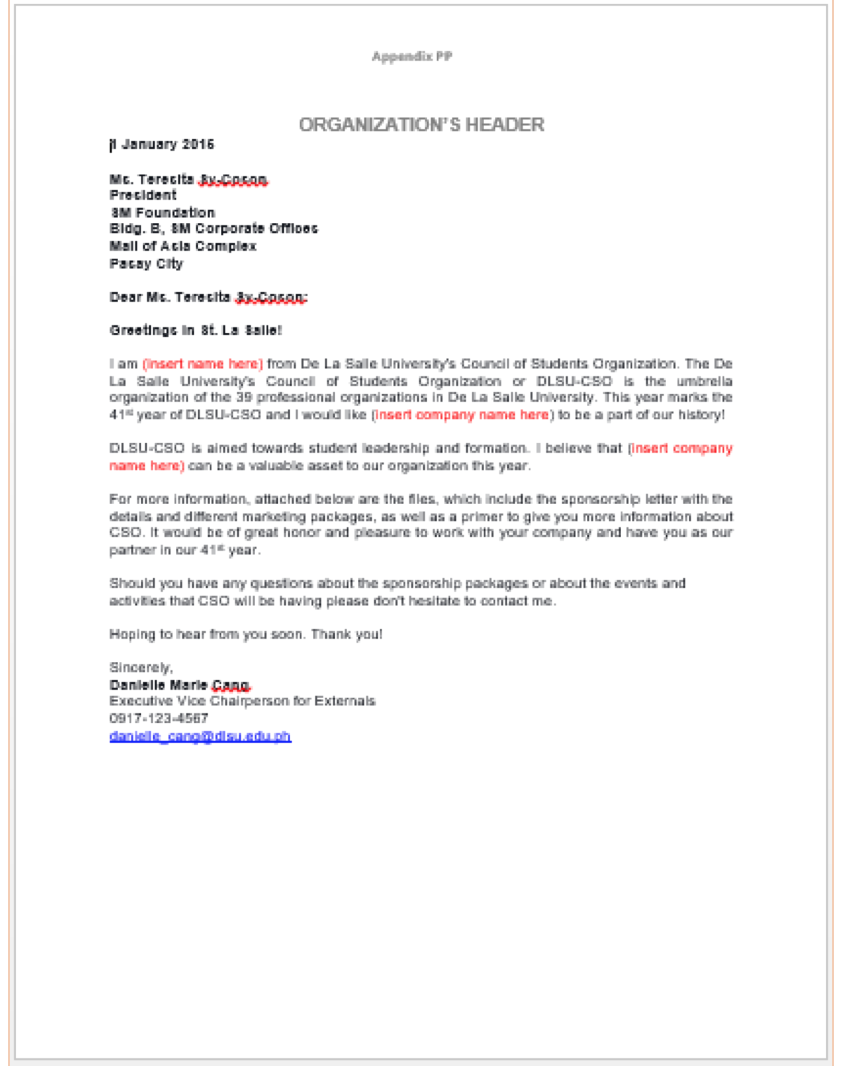 Appendix PP
ORGANIZATION'S HEADER
1 January 2016
Ms. Teresita Sy-Coson
President
SM Foundation
Bldg. B, SM Corporate Offices
Mall of Asia Complex
Pasay City
Dear Ms. Teresita Sy-Coson:
Greetings in St. La Salle!
I am (insert name here) from De La Salle University's Council of Students Organization. The De
La Salle University's Council of Students Organization or DLSU-CSO is the umbrella
organization of the 39 professional organizations in De La Salle University. This year marks the
41st year of DLSU-CSO and I would like (insert company name here) to be a part of our history!
DLSU-CSO is aimed towards student leadership and formation. I believe that (insert company
name here) can be a valuable asset to our organization this year.
For more information, attached below are the files, which include the sponsorship letter with the
details and different marketing packages, as well as a primer to give you more information about
CSO. It would be of great honor and pleasure to work with your company and have you as our
partner in our 41st year.
Should you have any questions about the sponsorship packages or about the events and
activities that CSO will be having please don't hesitate to contact me.
Hoping to hear from you soon. Thank you!
Sincerely,
Danielle Marie Cang
Executive Vice Chairperson for Externals
0917-123-4567
danielle_cang@dlsu.edu.ph